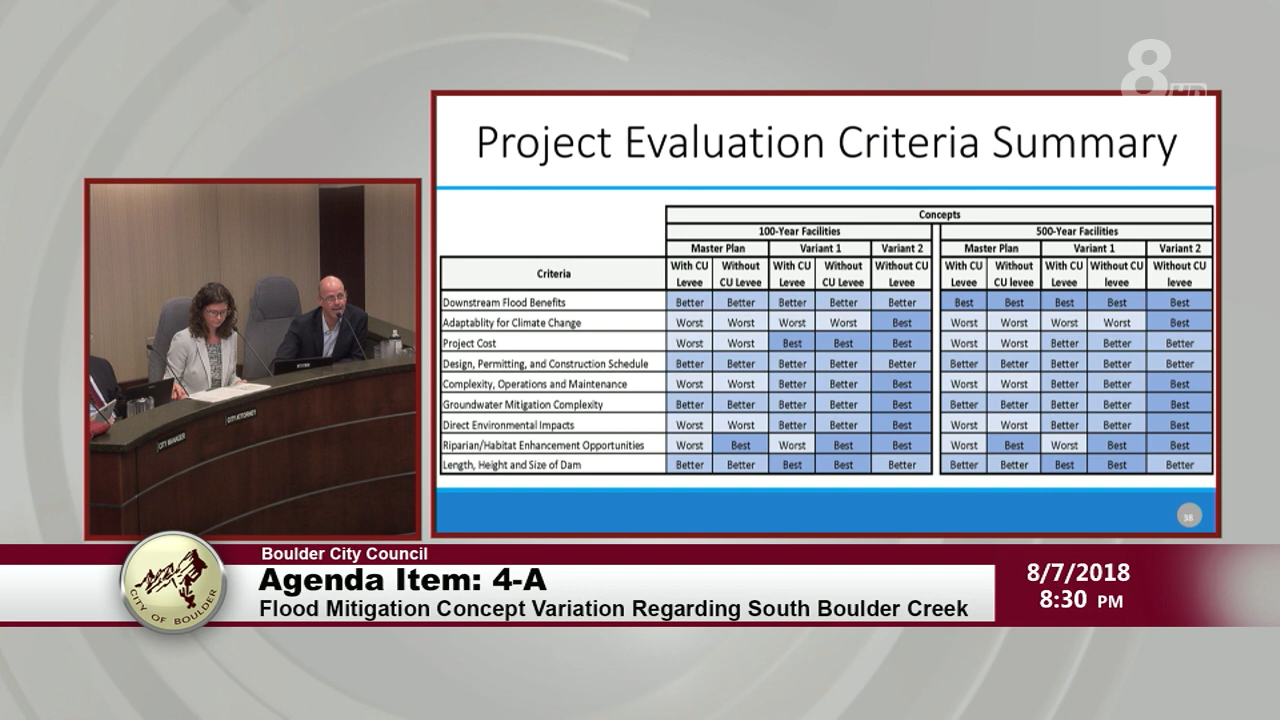 8HD
Project Evaluation Criteria Summary
Concepts
100-Year Facilities 500-Year Facilities
Master Plan Variant 1 Variant 2 Master Plan Variant 1 Variant 2
Criteria With CU Levee Without CU Levee With CU Levee Without CU Levee Without CU Levee With CU Levee Without CU levee With CU Levee Without CU levee Without CU levee
Downstream Flood Benefits Better Better Better Better Better Best Best Best Best Best
Adaptablity for Climate Change Worst Worst Worst Worst Best Worst Worst Worst Worst Best
Project Cost Worst Worst Best Best Best Worst Worst Better Better Better
Design, Permitting, and Construction Schedule Better Better Better Better Better Better Better Better Better Better
Complexity, Operations and Maintenance Worst Worst Better Better Best Worst Worst Better Better Best
Groundwater Mitigation Complexity Better Better Better Better Best Better Better Better Better Best
Direct Environmental Impacts Worst Worst Better Better Best Worst Worst Better Better Best
Riparian/Habitat Enhancement Opportunities Worst Best Worst Best Best Worst Best Worst Best Best
Length, Height and Size of Dam Better Better Best Best Better Better Better Best Best Better
38
CITY MANAGER
CITY ATTORNEY
CITY OF BOULDER
Boulder City Council
Agenda Item: 4-A
Flood Mitigation Concept Variation Regarding South Boulder Creek
8/7/2018
8:30 PM